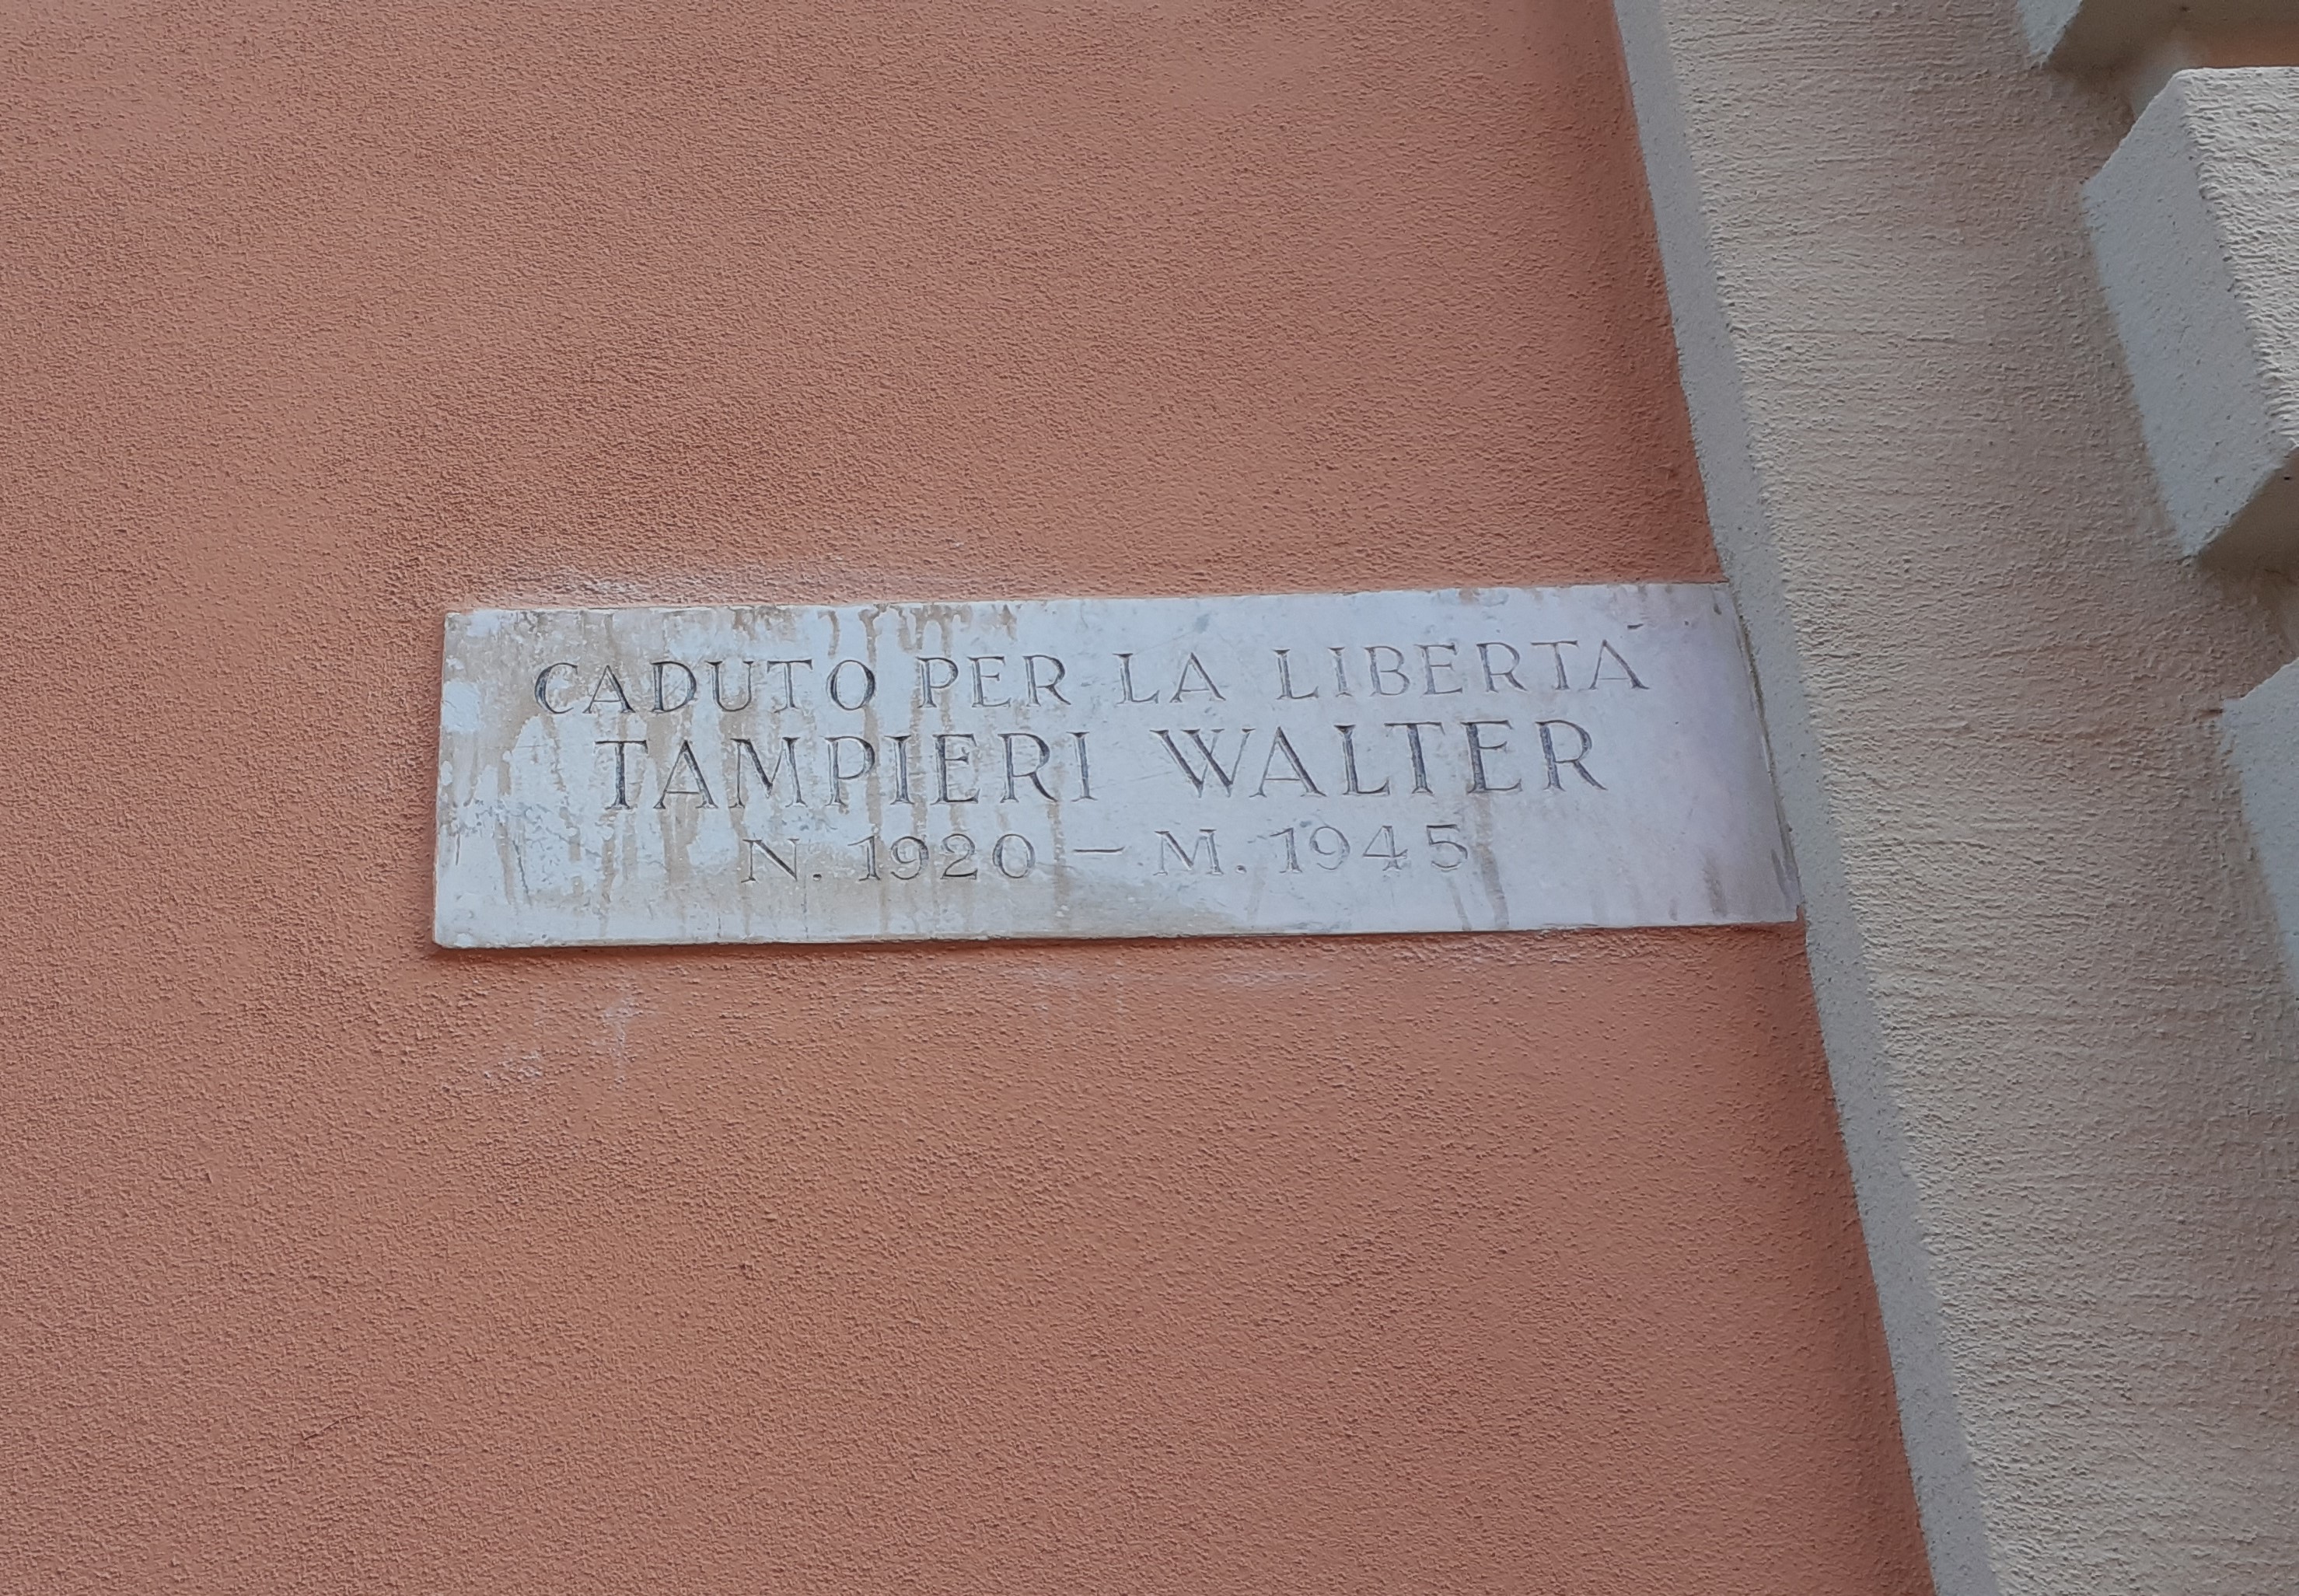 CADUTO PER LA LIBERTÀ
TAMPIERI WALTER
N. 1920 – M. 1945